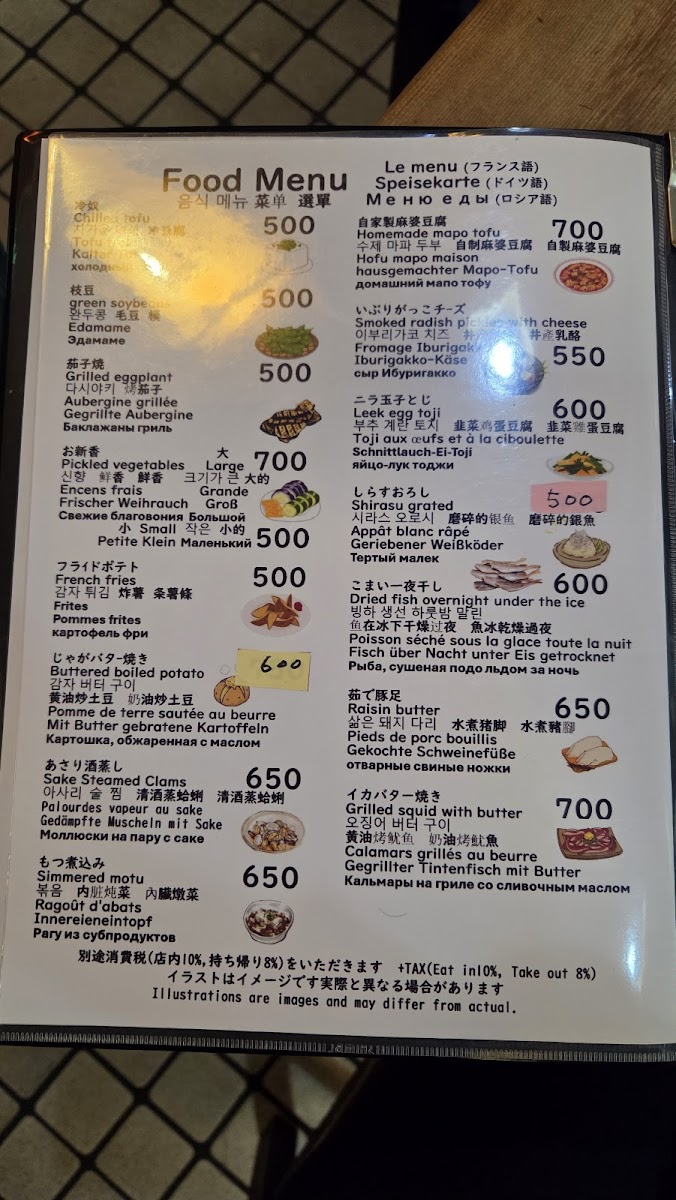 Food Menu
음식 메뉴 菜单 選單
Le menu (フランス語)
Speisekarte (ドイツ語)
Меню еды (ロシア語)
冷奴
Chilled tofu 500
冻豆腐
Tofu
Kalter
холодный
枝豆
green soybeans 500
완두콩 毛豆
Edamame
Эдамаме
茄子焼
Grilled eggplant 500
다시야키 烤茄子
Aubergine grillée
Gegrillte Aubergine
Баклажаны гриль
お新香 大
Pickled vegetables Large 700
신향 鲜香 鮮香 크기가 큰 大的
Encens frais Grande
Frischer Weihrauch Groß
Свежие благовония Большой
小 Small 작은 小的
Petite Klein Маленький 500
フライドポテト
French fries 500
감자 튀김 炸薯 条薯條
Frites
Pommes frites
картофель фри
じゃがバター焼き
Buttered boiled potato 600
감자 버터 구이
黄油炒土豆 奶油炒土豆
Pomme de terre sautée au beurre
Mit Butter gebratene Kartoffeln
Картошка, обжаренная с маслом
あさり酒蒸し
Sake Steamed Clams 650
아사리 술 찜 清酒蒸蛤蜊 清酒蒸蛤蜊
Palourdes vapeur au sake
Gedämpfte Muscheln mit Sake
Моллюски на пару с саке
もつ煮込み
Simmered motu 650
볶음 内脏炖菜 內臟燉菜
Ragoût d'abats
Innereieneintopf
Рагу из субпродуктов
自家製麻婆豆腐
Homemade mapo tofu 700
수제 마파 두부 自制麻婆豆腐 自製麻婆豆腐
Hofu mapo maison
hausgemachter Mapo-Tofu
домашний мапо тофу
いぶりがっこチーズ
Smoked radish pickles with cheese
이부리가코 치즈 井產乳酪
Fromage Iburigakko
Iburigakko-Käse 550
сыр Ибуригакко
ニラ玉子とじ
Leek egg toji 600
부추 계란 토지 韭菜鸡蛋豆腐 韭菜雞蛋豆腐
Toji aux œufs et à la ciboulette
Schnittlauch-Ei-Toji
яйцо-лук тоджи
しらすおろし
Shirasu grated 500
시라스 오로시 磨碎的银鱼 磨碎的銀魚
Appât blanc râpé
Geriebener Weißköder
Тертый малек
こまい一夜干し 600
Dried fish overnight under the ice
빙하 생선 하룻밤 말린
鱼在冰下干燥过夜 魚冰乾燥過夜
Poisson séché sous la glace toute la nuit
Fisch über Nacht unter Eis getrocknet
Рыба, сушеная подо льдом за ночь
茹で豚足
Raisin butter 650
삶은 돼지 다리 水煮猪脚 水煮豬腳
Pieds de porc bouillis
Gekochte Schweinefüße
отварные свиные ножки
イカバター焼き
Grilled squid with butter 700
오징어 버터 구이
黄油烤鱿鱼 奶油烤魷魚
Calamars grillés au beurre
Gegrillter Tintenfisch mit Butter
Кальмары на гриле со сливочным маслом
別途消費税(店内10%,持ち帰り8%)をいただきます +TAX(Eat in10%, Take out 8%)
イラストはイメージです実際と異なる場合があります
Illustrations are images and may differ from actual.